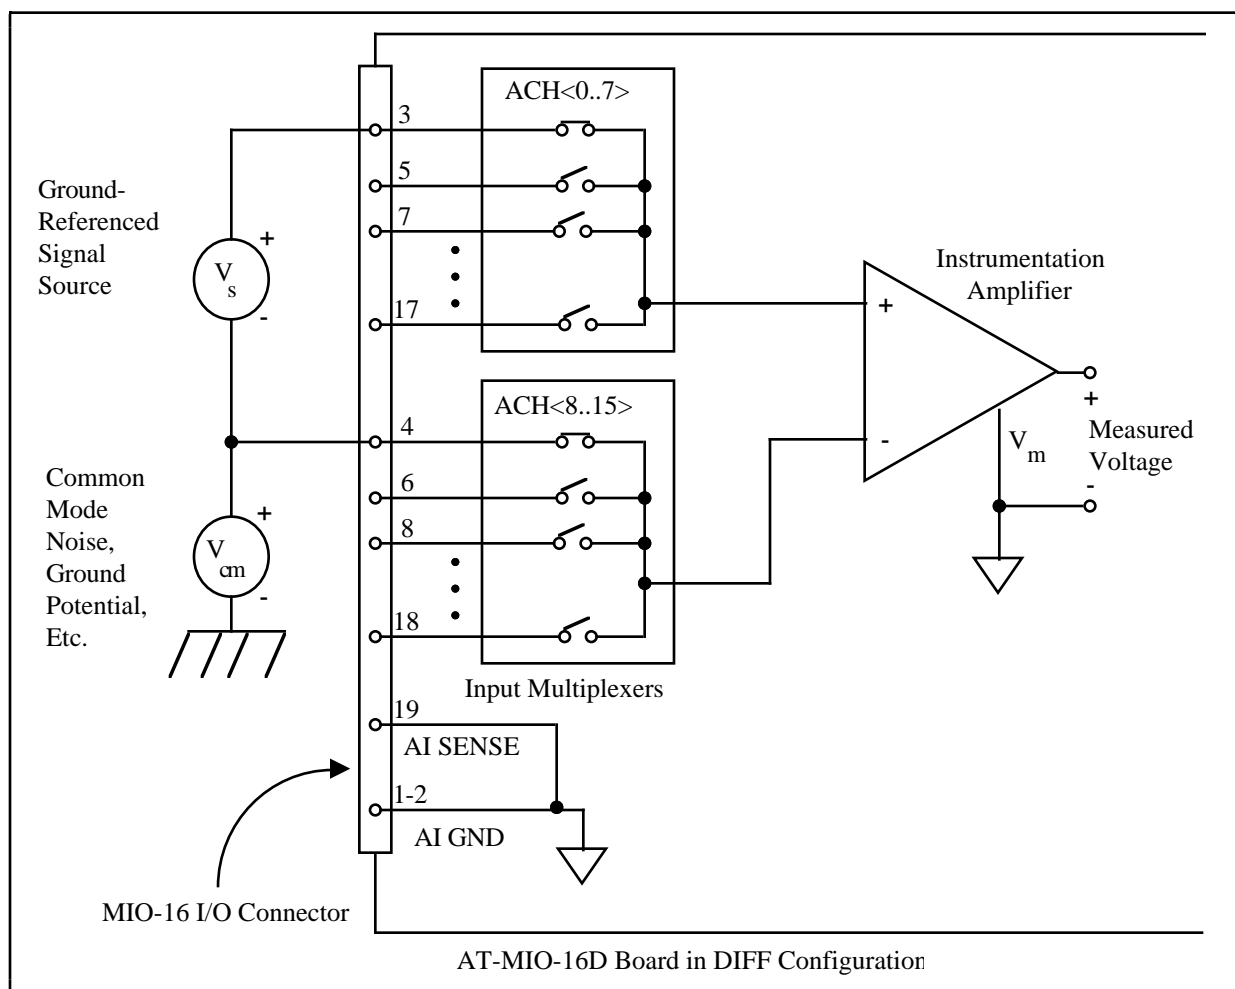 ACH<0..7>
3
5
7
17
Ground-
Referenced
Signal
Source
+
V
s
-
Instrumentation
Amplifier
+
-
V
m
+
Measured
Voltage
-
ACH<8..15>
4
6
8
18
Common
Mode
Noise,
Ground
Potential,
Etc.
+
V
cm
-
Input Multiplexers
19
AI SENSE
1-2
AI GND
MIO-16 I/O Connector
AT-MIO-16D Board in DIFF Configuration